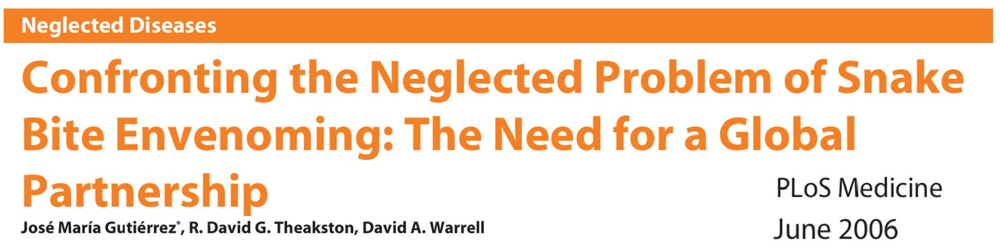 Neglected Diseases
Confronting the Neglected Problem of Snake
Bite Envenoming: The Need for a Global
Partnership
PLoS Medicine
José María Gutiérrez*, R. David G. Theakston, David A. Warrell
June 2006